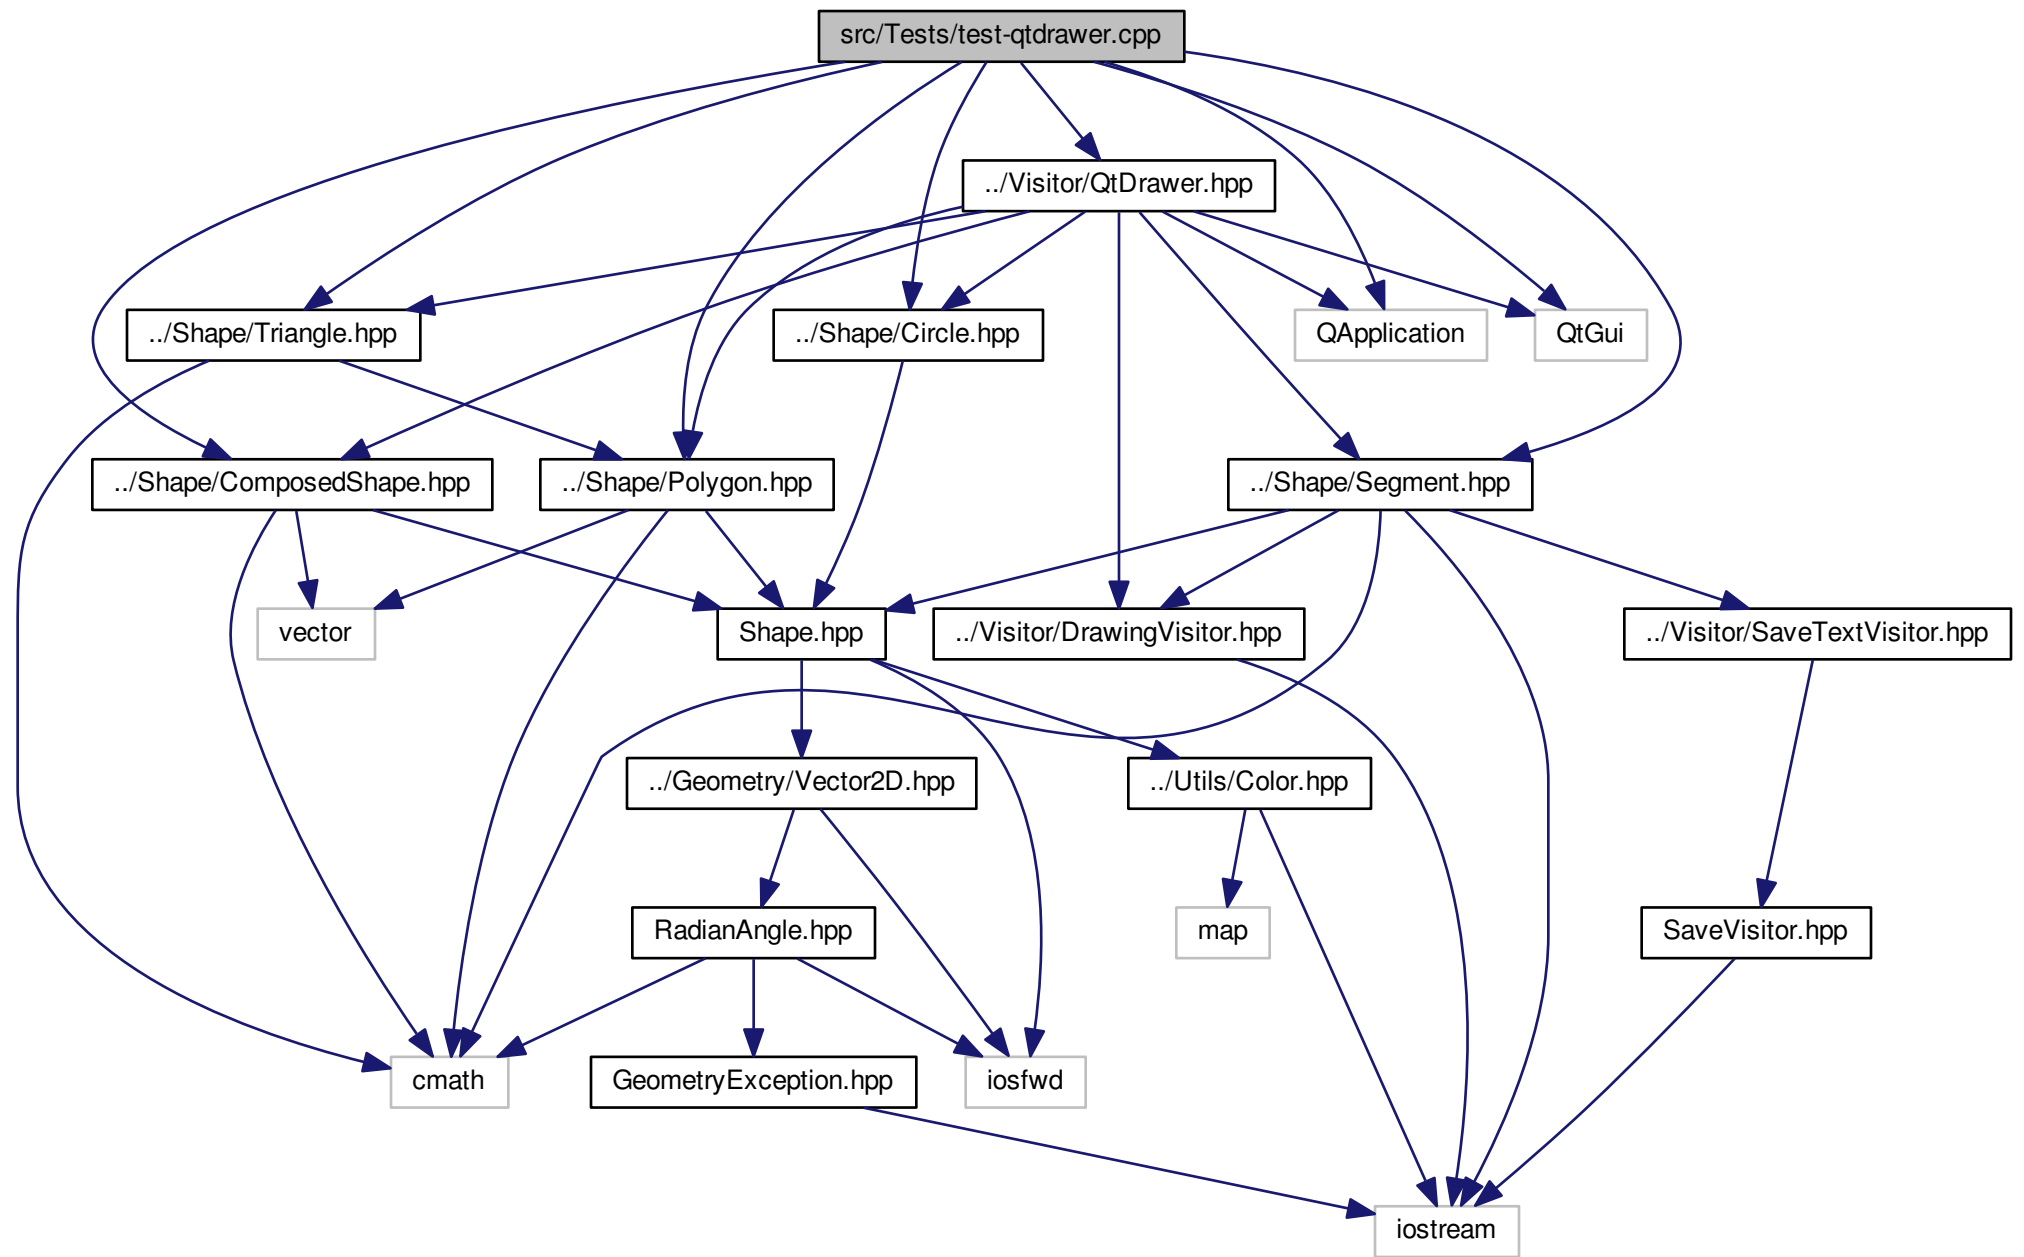 src/Tests/test-qtdrawer.cpp
../Visitor/QtDrawer.hpp
../Shape/Triangle.hpp
../Shape/Circle.hpp
QApplication
QtGui
../Shape/ComposedShape.hpp
../Shape/Polygon.hpp
../Shape/Segment.hpp
vector
Shape.hpp
../Visitor/DrawingVisitor.hpp
../Visitor/SaveTextVisitor.hpp
../Geometry/Vector2D.hpp
../Utils/Color.hpp
RadianAngle.hpp
map
SaveVisitor.hpp
cmath
GeometryException.hpp
iosfwd
iostream